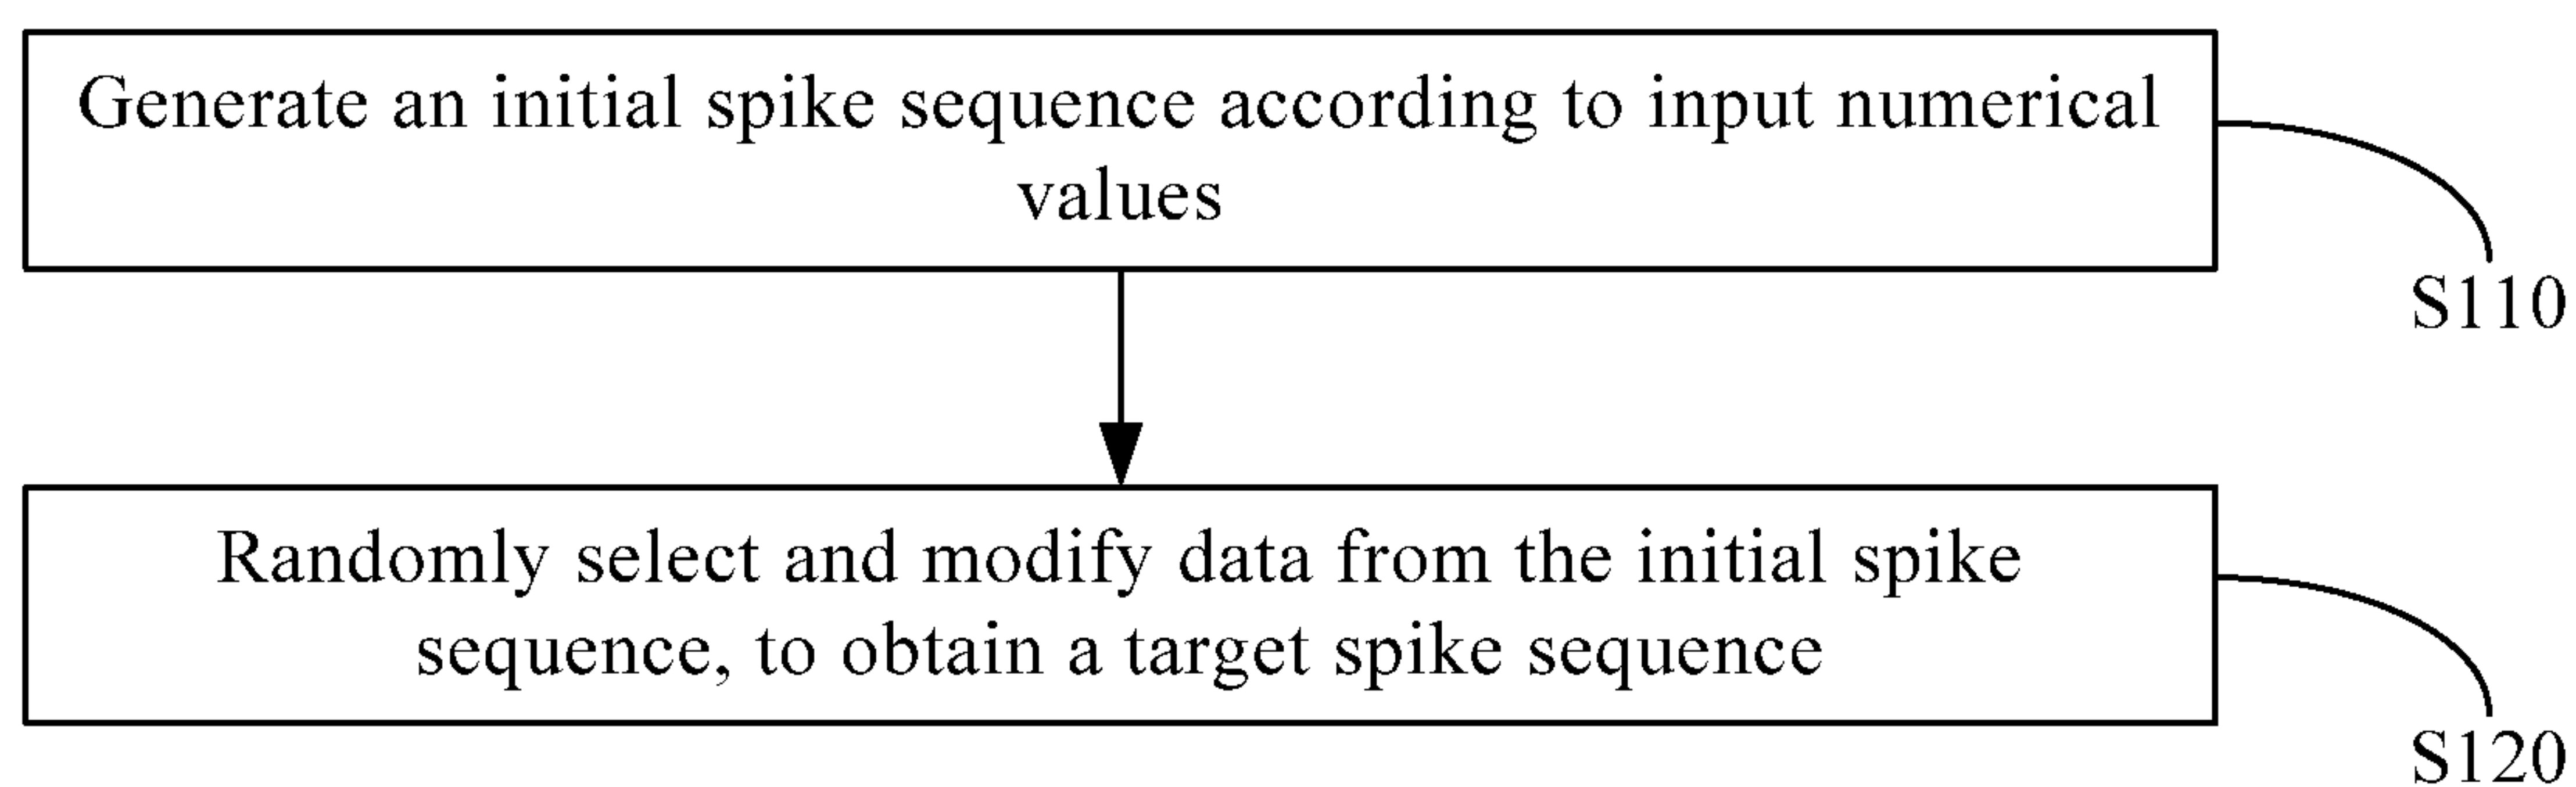 Generate an initial spike sequence according to input numerical
values
S110
Randomly select and modify data from the initial spike
sequence, to obtain a target spike sequence
S120